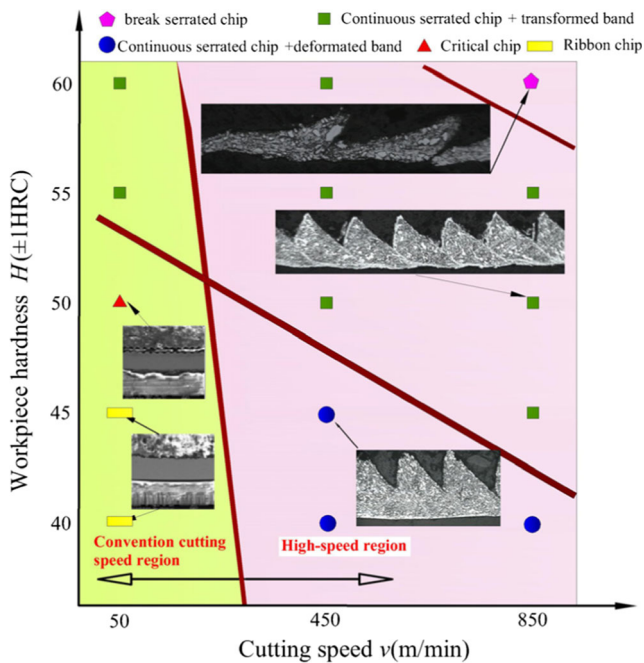 break serrated chip
Continuous serrated chip + transformed band
Continuous serrated chip +deformated band
Critical chip
Ribbon chip
Workpiece hardness H(±1HRC)
60
55
50
45
40
Convention cutting
speed region
High-speed region
50
450
850
Cutting speed v(m/min)